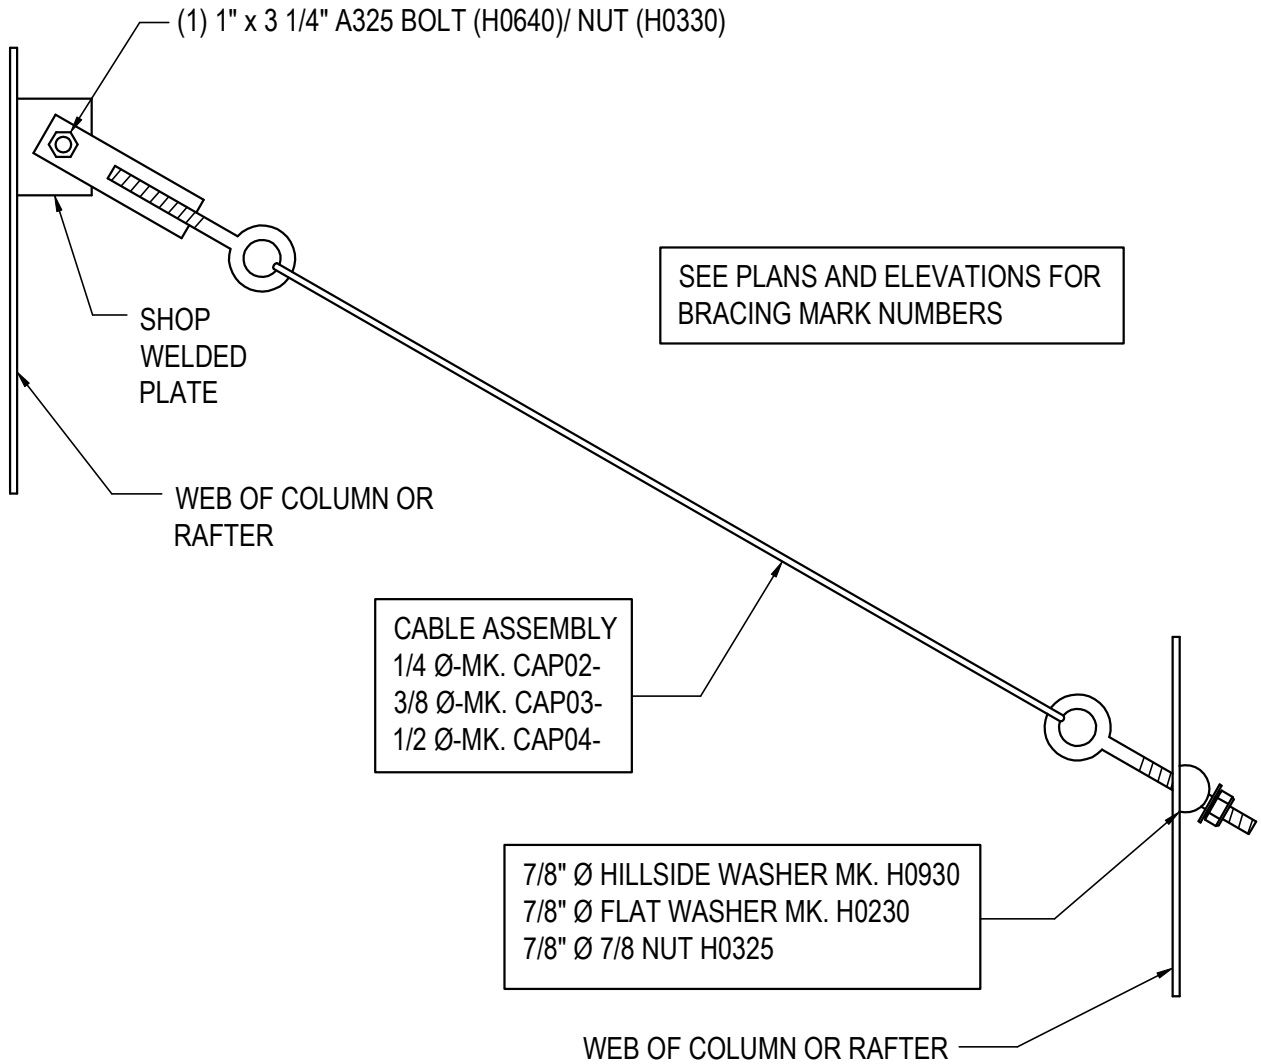 (1) 1" x 3 1/4" A325 BOLT (H0640)/ NUT (H0330)
SEE PLANS AND ELEVATIONS FOR
BRACING MARK NUMBERS
SHOP
WELDED
PLATE
WEB OF COLUMN OR
RAFTER
CABLE ASSEMBLY
1/4 Ø-MK. CAP02-
3/8 Ø-MK. CAP03-
1/2 Ø-MK. CAP04-
7/8" Ø HILLSIDE WASHER MK. H0930
7/8" Ø FLAT WASHER MK. H0230
7/8" Ø 7/8 NUT H0325
WEB OF COLUMN OR RAFTER